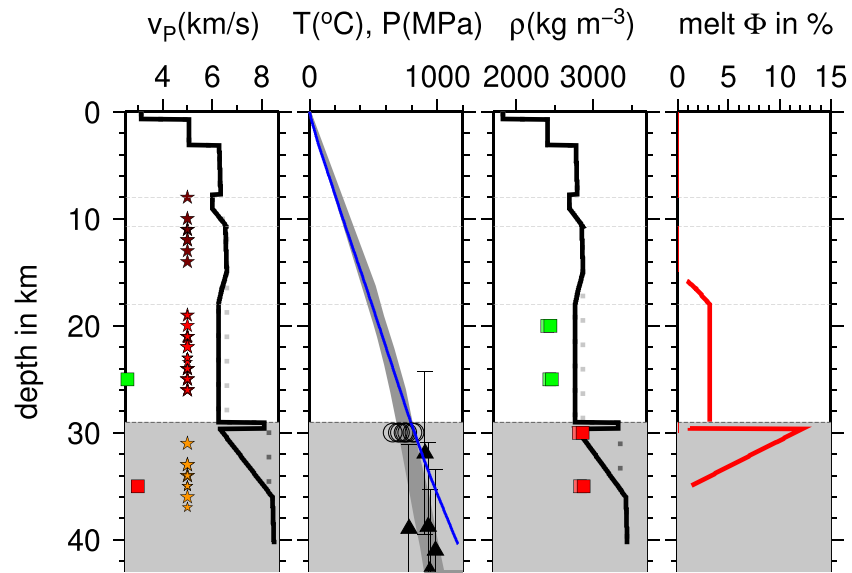 v_P(km/s) T(°C), P(MPa) ρ(kg m⁻³) melt Φ in %
4 6 8 0 1000 2000 3000 0 5 10 15
0
10
20
30
40
depth in km